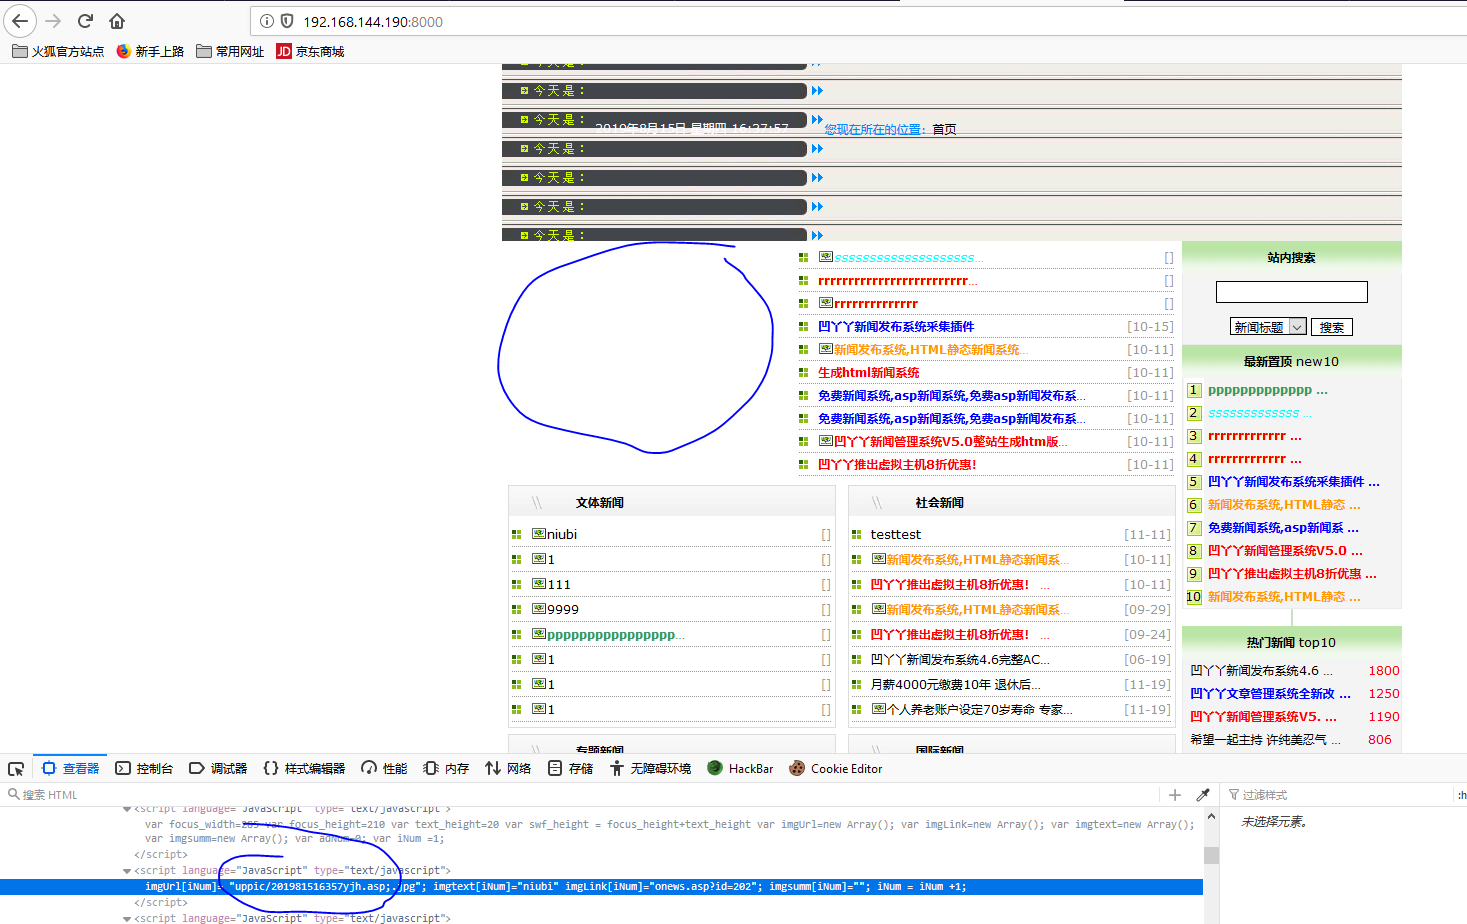 192.168.144.190:8000
火狐官方站点 新手上路 常用网址 JD 京东商城
今天是：
今天是：
今天是：
2019年8月15日 星期四 16:27:57 您现在所在的位置：首页
今天是：
今天是：
今天是：
今天是：
ssssssssssssssssssss... []
rrrrrrrrrrrrrrrrrrrrrrrrr... []
rrrrrrrrrrrrrr []
凹丫丫新闻发布系统采集插件 [10-15]
新闻发布系统,HTML静态新闻系统... [10-11]
生成html新闻系统 [10-11]
免费新闻系统,asp新闻系统,免费asp新闻发布系... [10-11]
免费新闻系统,asp新闻系统,免费asp新闻发布系... [10-11]
凹丫丫新闻管理系统V5.0整站生成htm版... [10-11]
凹丫丫推出虚拟主机8折优惠！ [10-11]
站内搜索
新闻标题 搜索
最新置顶 new10
1 ppppppppppppp ...
2 sssssssssssss ...
3 rrrrrrrrrrrrr ...
4 rrrrrrrrrrrrr ...
5 凹丫丫新闻发布系统采集插件 ...
6 新闻发布系统,HTML静态 ...
7 免费新闻系统,asp新闻系 ...
8 凹丫丫新闻管理系统V5.0 ...
9 凹丫丫推出虚拟主机8折优惠 ...
10 新闻发布系统,HTML静态 ...
文体新闻
niubi []
1 []
111 []
9999 []
pppppppppppppppp... []
1 []
1 []
1 []
社会新闻
testtest [11-11]
新闻发布系统,HTML静态新闻系... [10-11]
凹丫丫推出虚拟主机8折优惠！ ... [10-11]
新闻发布系统,HTML静态新闻系... [09-29]
凹丫丫推出虚拟主机8折优惠！ ... [09-24]
凹丫丫新闻发布系统4.6完整AC... [06-19]
月薪4000元缴费10年 退休后... [11-19]
个人养老账户设定70岁寿命 专家... [11-19]
热门新闻 top10
凹丫丫新闻发布系统4.6 ... 1800
凹丫丫文章管理系统全新改 ... 1250
凹丫丫新闻管理系统V5. ... 1190
希望一起主持 许纯美忍气 ... 806
专题新闻
国际新闻
查看器 控制台 调试器 样式编辑器 性能 内存 网络 存储 无障碍环境 HackBar Cookie Editor
搜索 HTML
过滤样式 :h
未选择元素。
<script language="JavaScript" type="text/javascript">
var focus_width=285 var focus_height=210 var text_height=20 var swf_height = focus_height+text_height var imgUrl=new Array(); var imgLink=new Array(); var imgtext=new Array();
var imgsumm=new Array(); var adNum=0; var iNum =1;
</script>
<script language="JavaScript" type="text/javascript">
imgUrl[iNum]= "uppic/201981516357yjh.asp;.jpg"; imgtext[iNum]="niubi" imgLink[iNum]="onews.asp?id=202"; imgsumm[iNum]=""; iNum = iNum +1;
</script>
<script language="JavaScript" type="text/javascript">